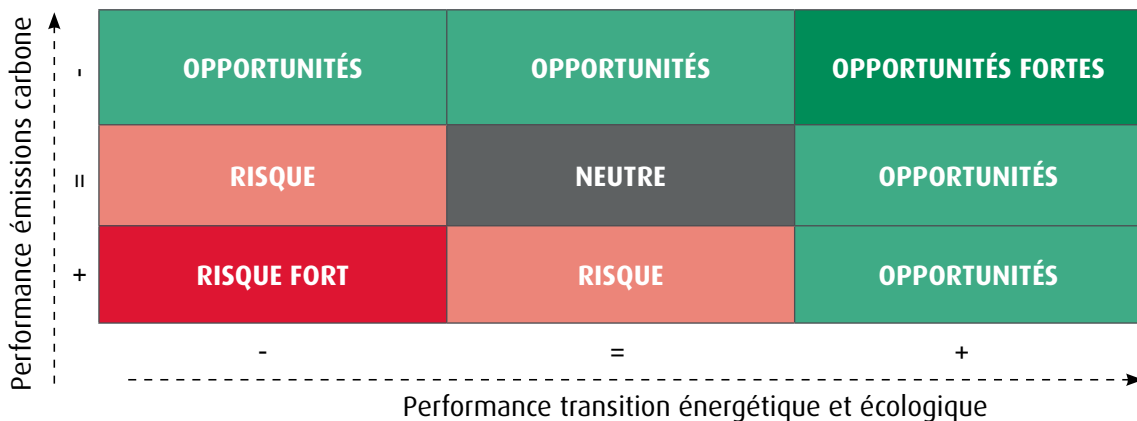 Performance émissions carbone
- OPPORTUNITÉS OPPORTUNITÉS OPPORTUNITÉS FORTES
= RISQUE NEUTRE OPPORTUNITÉS
+ RISQUE FORT RISQUE OPPORTUNITÉS
- = +
Performance transition énergétique et écologique